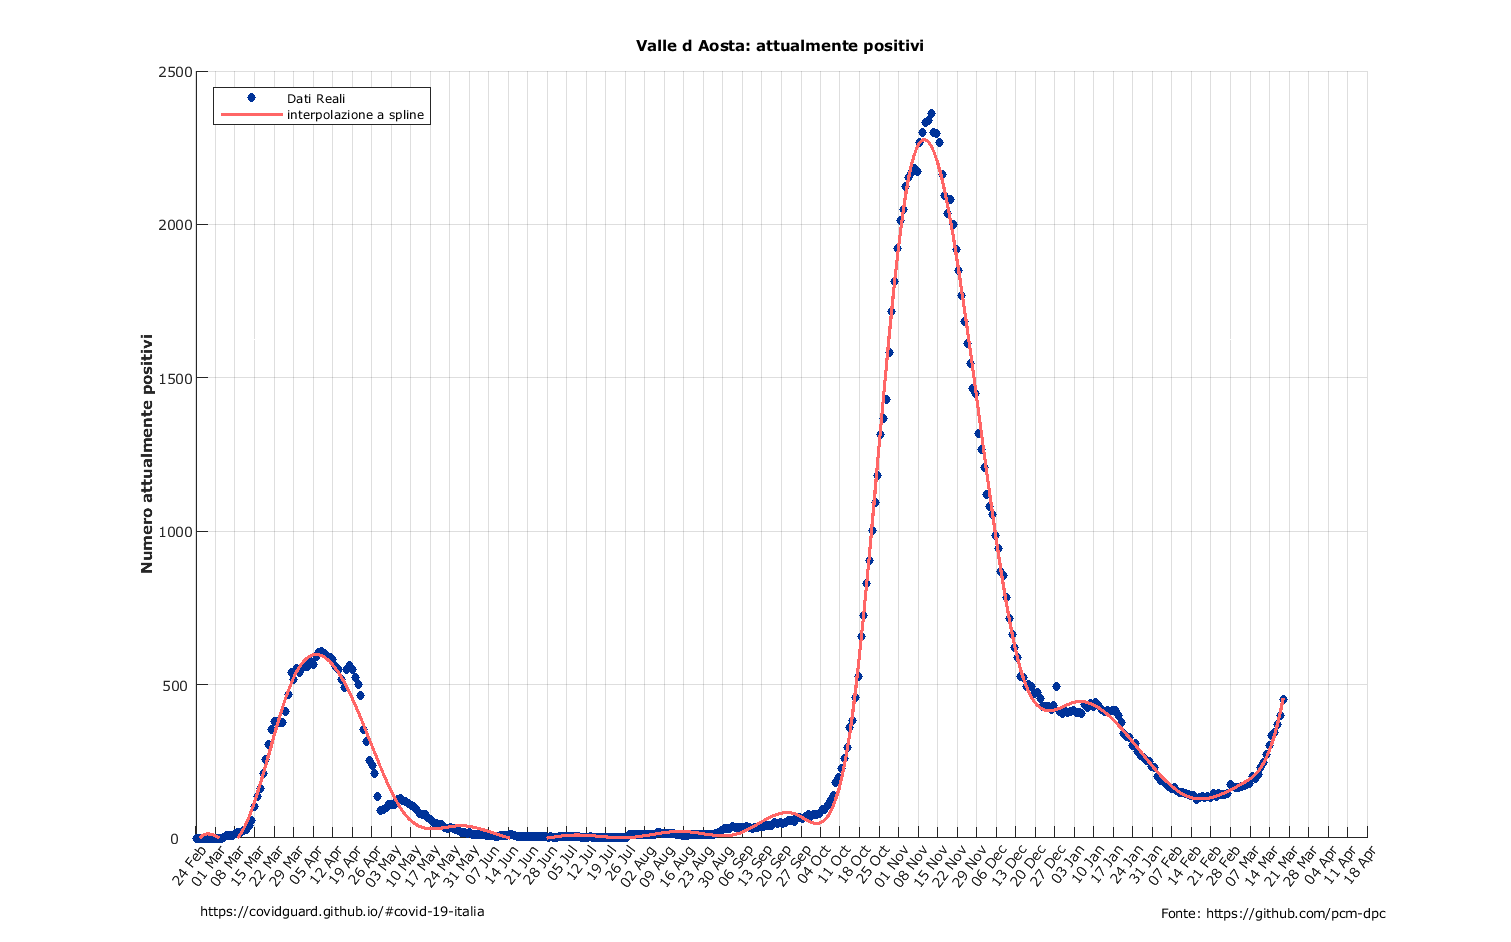 Valle d Aosta: attualmente positivi
Dati Reali
interpolazione a spline
Numero attualmente positivi
2500
2000
1500
1000
500
0
24 Feb
01 Mar
08 Mar
15 Mar
22 Mar
29 Mar
05 Apr
12 Apr
19 Apr
26 Apr
03 May
10 May
17 May
24 May
31 May
07 Jun
14 Jun
21 Jun
28 Jun
05 Jul
12 Jul
19 Jul
26 Jul
02 Aug
09 Aug
16 Aug
23 Aug
30 Aug
06 Sep
13 Sep
20 Sep
27 Sep
04 Oct
11 Oct
18 Oct
25 Oct
01 Nov
08 Nov
15 Nov
22 Nov
29 Nov
06 Dec
13 Dec
20 Dec
27 Dec
03 Jan
10 Jan
17 Jan
24 Jan
31 Jan
07 Feb
14 Feb
21 Feb
28 Feb
07 Mar
14 Mar
21 Mar
28 Mar
04 Apr
11 Apr
18 Apr
https://covidguard.github.io/#covid-19-italia
Fonte: https://github.com/pcm-dpc